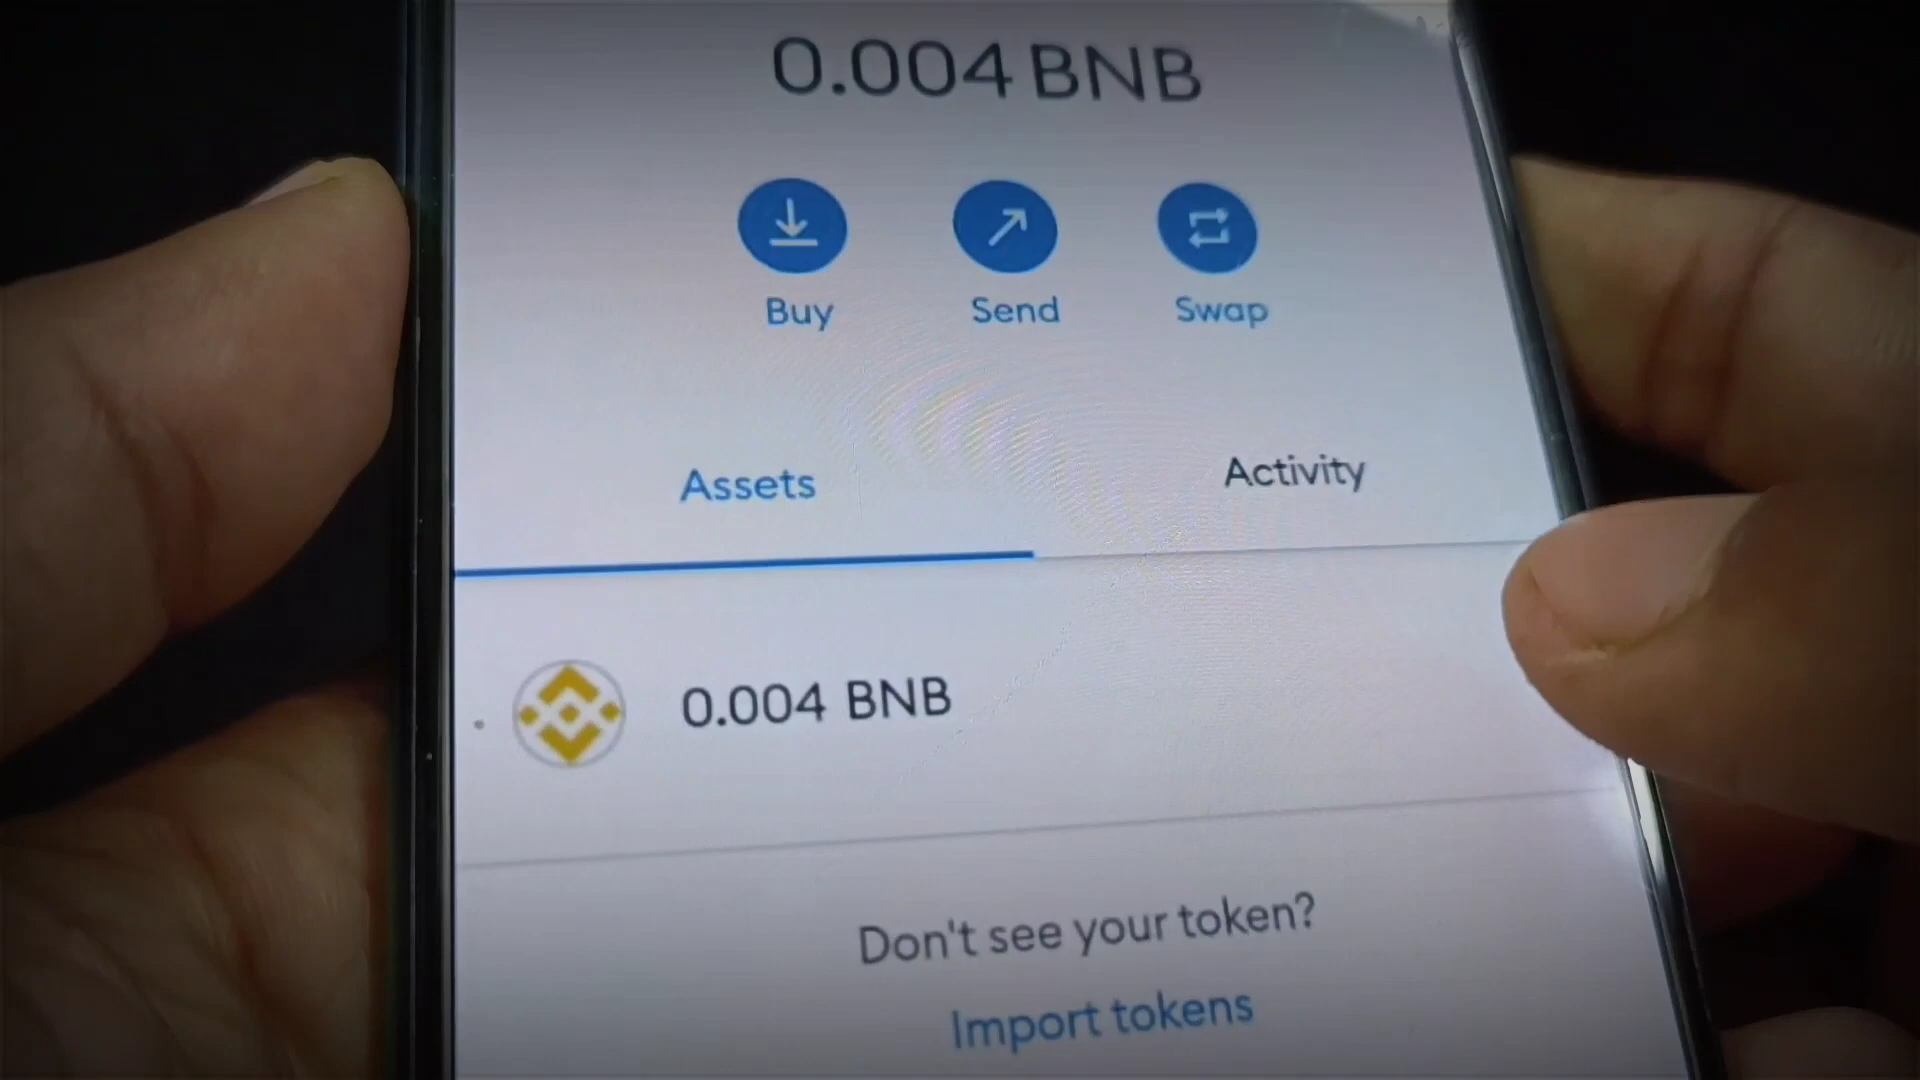 0.004 BNB
Buy Send Swap
Assets Activity
0.004 BNB
Don't see your token?
Import tokens